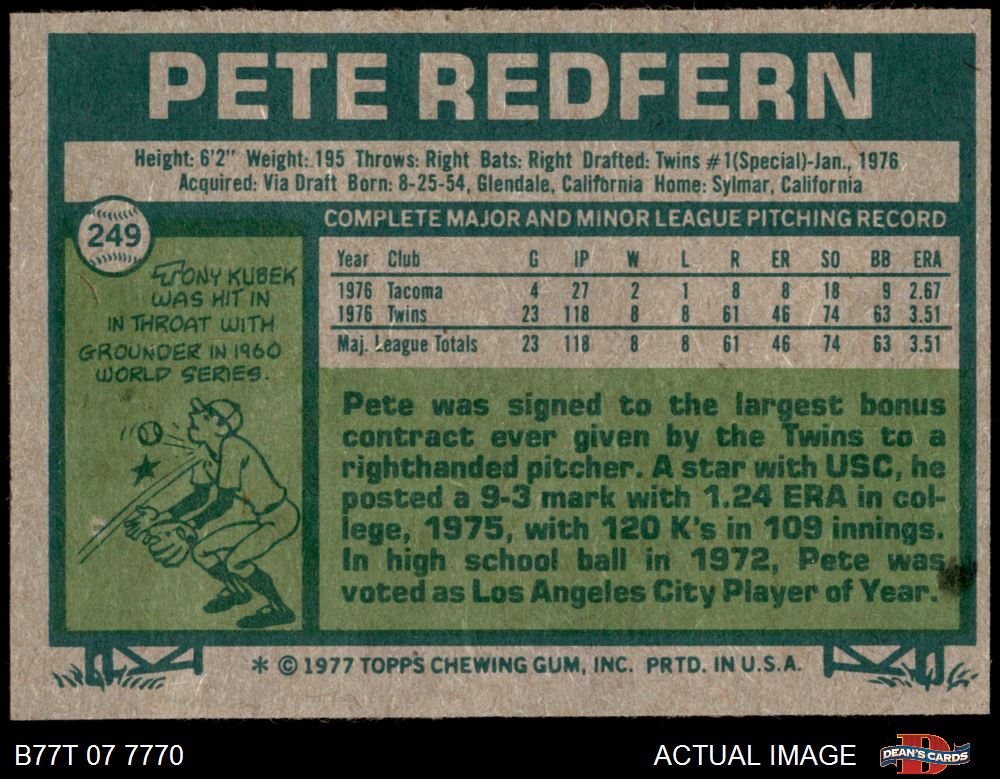 PETE REDFERN
Height: 6'2" Weight: 195 Throws: Right Bats: Right Drafted: Twins #1(Special)-Jan., 1976
Acquired: Via Draft Born: 8-25-54, Glendale, California Home: Sylmar, California
249
TONY KUBEK
WAS HIT IN
IN THROAT WITH
GROUNDER IN 1960
WORLD SERIES.
COMPLETE MAJOR AND MINOR LEAGUE PITCHING RECORD
Year Club G IP W L R ER SO BB ERA
1976 Tacoma 4 27 2 1 8 8 18 9 2.67
1976 Twins 23 118 8 8 61 46 74 63 3.51
Maj. League Totals 23 118 8 8 61 46 74 63 3.51
Pete was signed to the largest bonus
contract ever given by the Twins to a
righthanded pitcher. A star with USC, he
posted a 9-3 mark with 1.24 ERA in col-
lege, 1975, with 120 K's in 109 innings.
In high school ball in 1972, Pete was
voted as Los Angeles City Player of Year.
* © 1977 TOPPS CHEWING GUM, INC. PRTD. IN U.S.A.
B77T 07 7770
ACTUAL IMAGE
D
DEAN'S CARDS